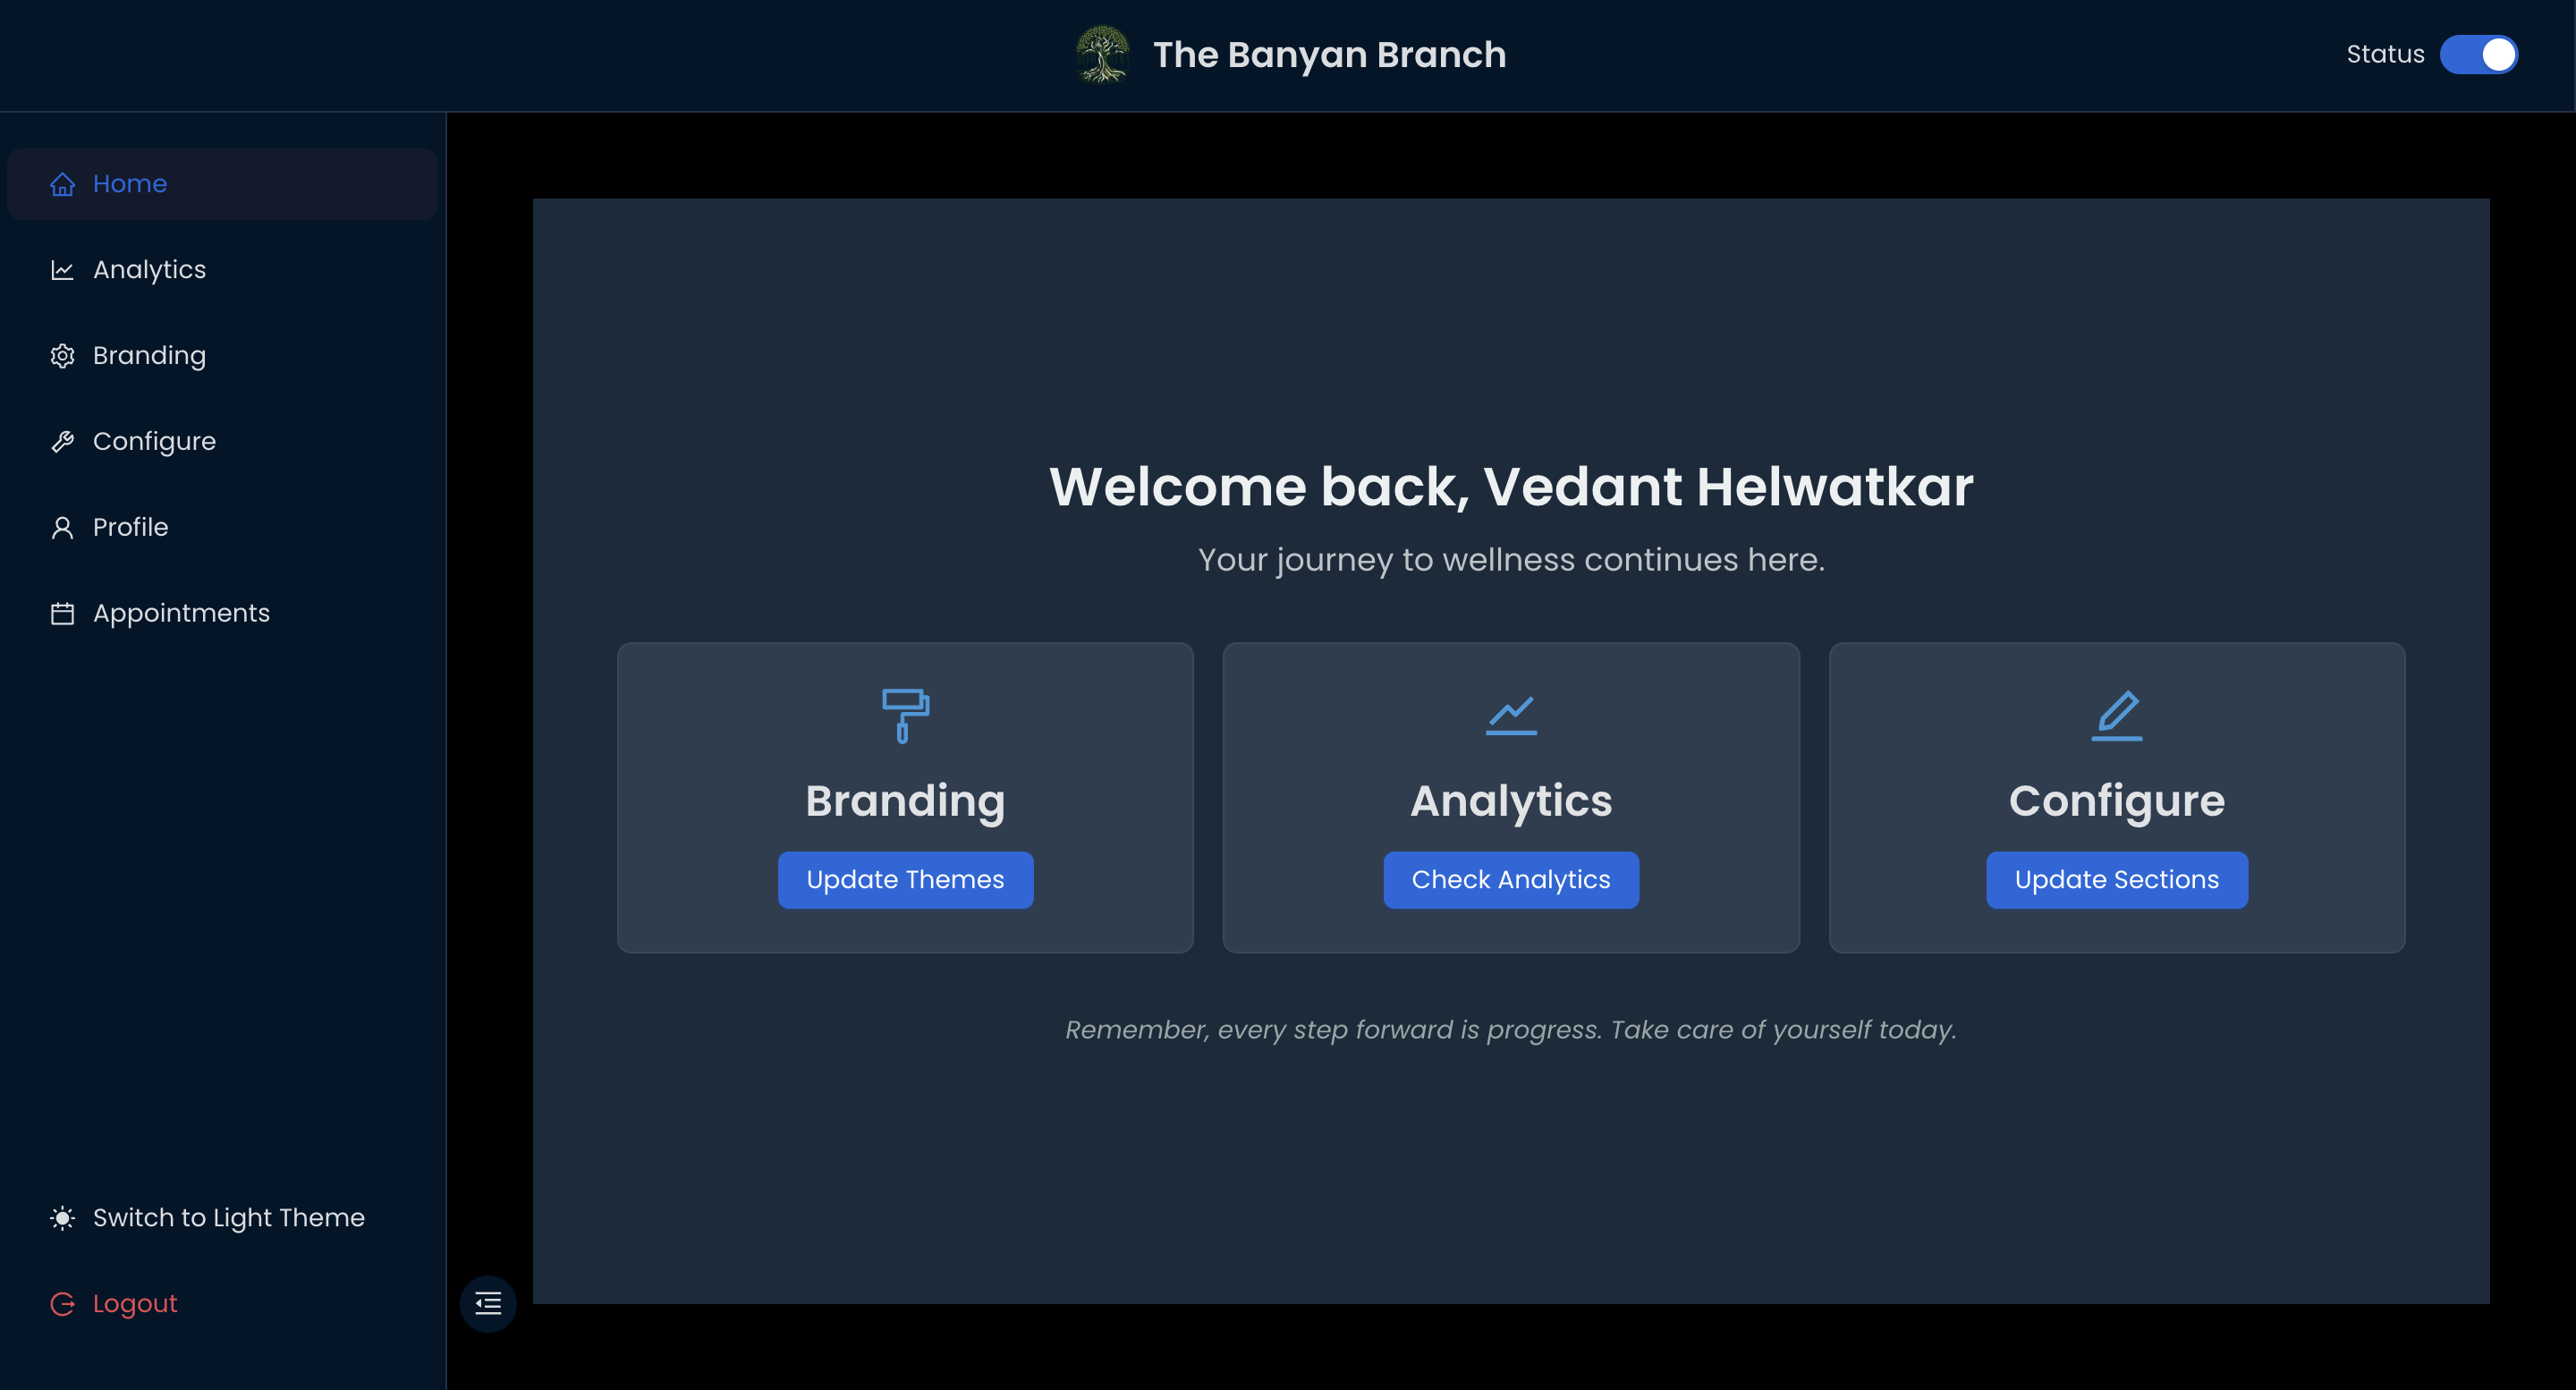 The Banyan Branch
Status
Home
Analytics
Branding
Configure
Profile
Appointments
Switch to Light Theme
Logout
Welcome back, Vedant Helwatkar
Your journey to wellness continues here.
Branding
Update Themes
Analytics
Check Analytics
Configure
Update Sections
Remember, every step forward is progress. Take care of yourself today.